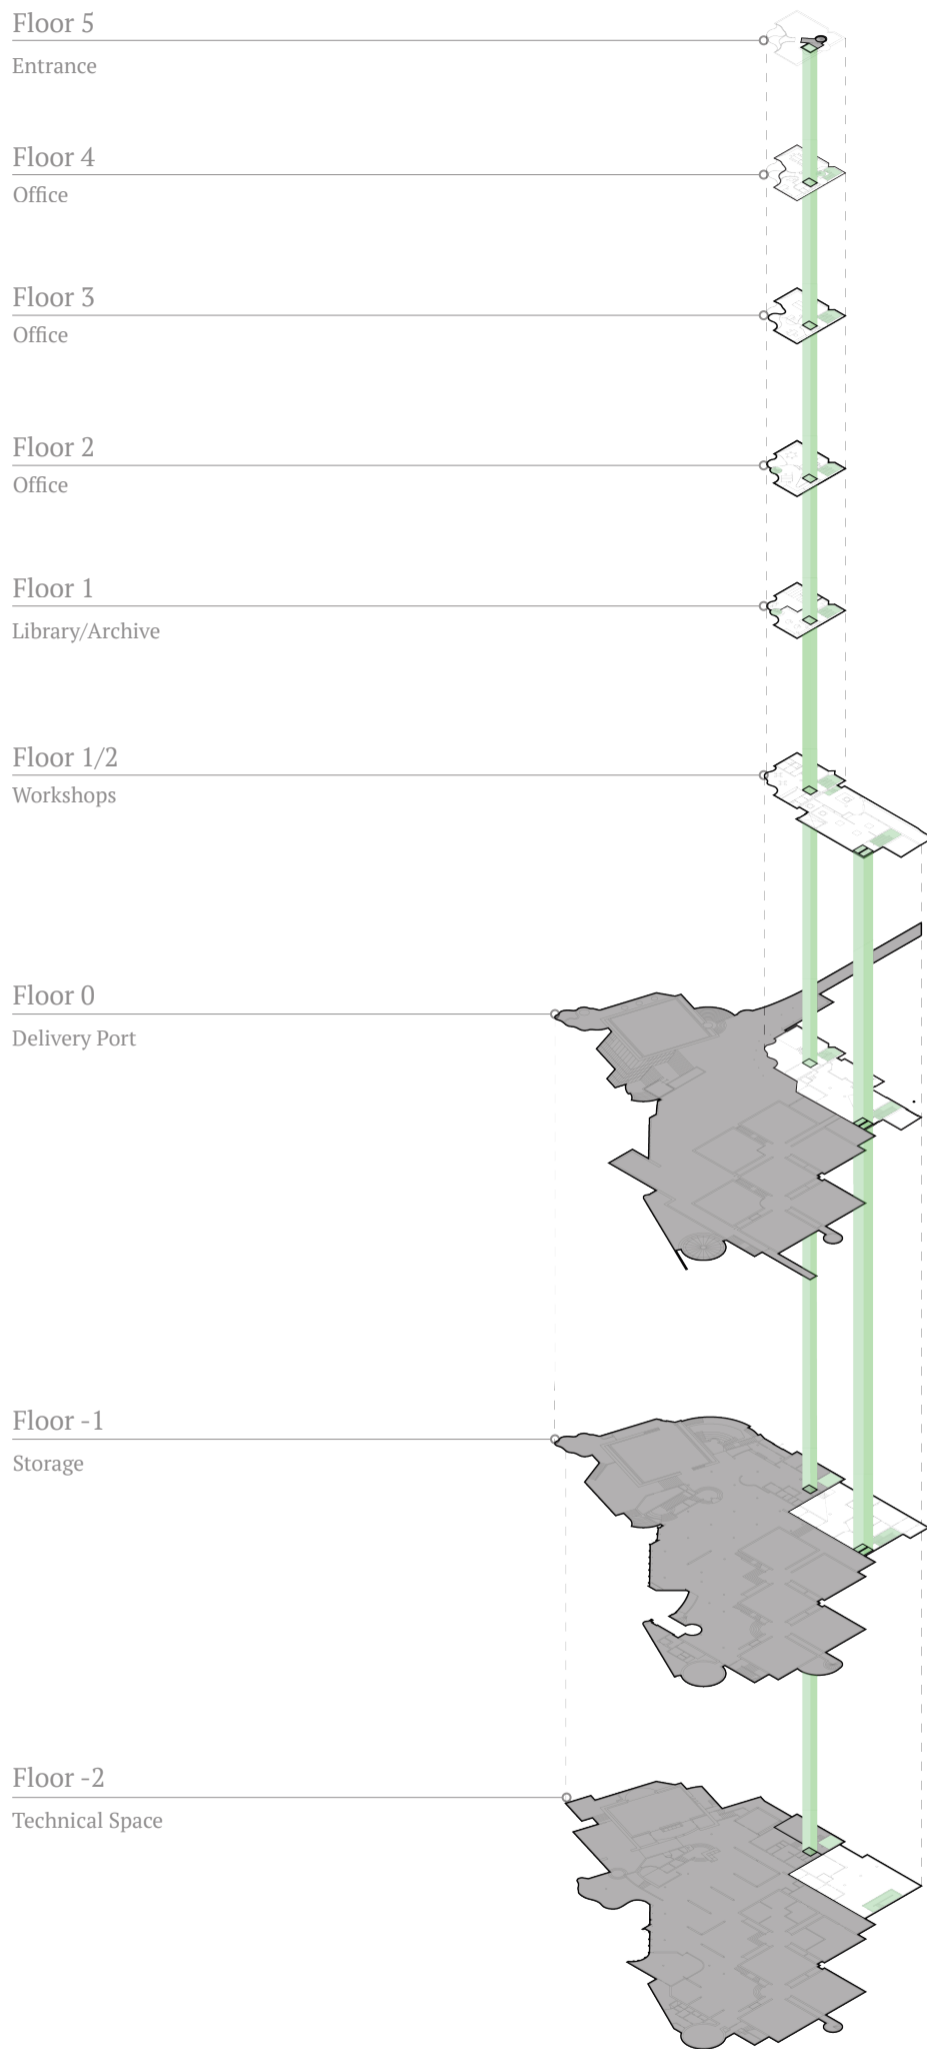 Floor 5
Entrance
Floor 4
Office
Floor 3
Office
Floor 2
Office
Floor 1
Library/Archive
Floor 1/2
Workshops
Floor 0
Delivery Port
Floor -1
Storage
Floor -2
Technical Space